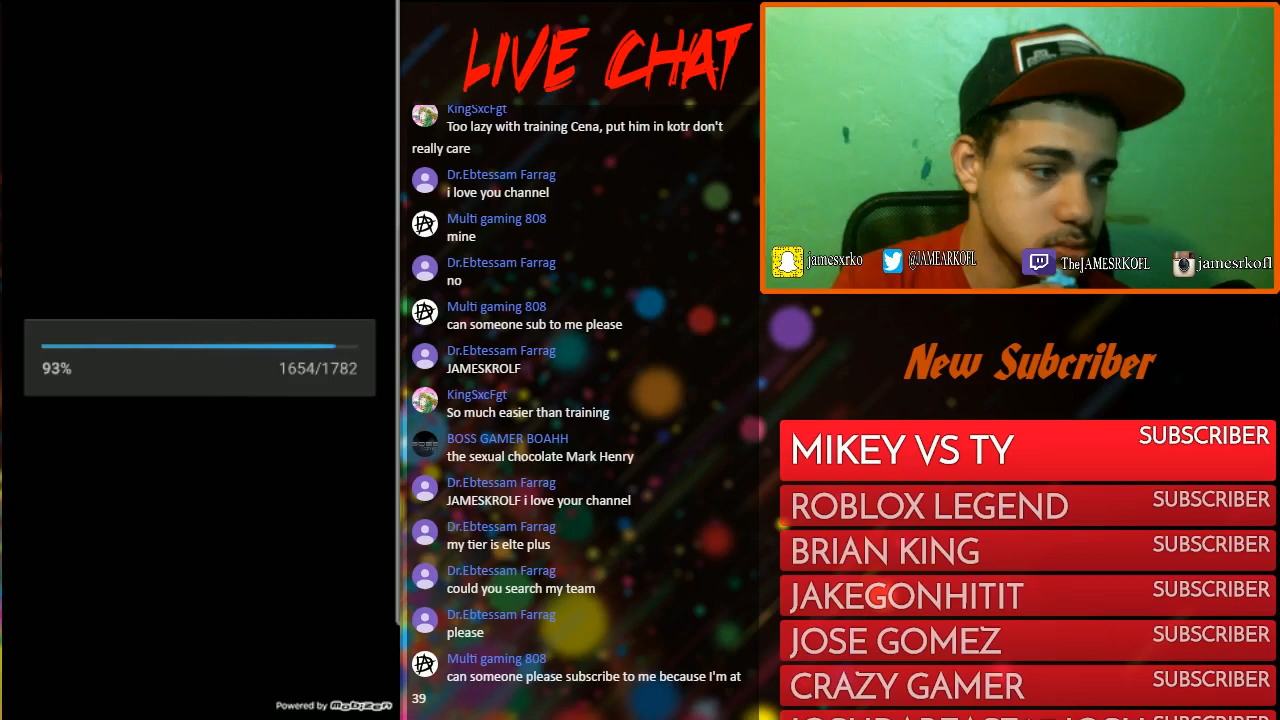 93%
1654/1782
Powered by mobizen
LIVE CHAT
KingSxcFgt
Too lazy with training Cena, put him in kotr don't
really care
Dr.Ebtessam Farrag
i love you channel
Multi gaming 808
mine
Dr.Ebtessam Farrag
no
Multi gaming 808
can someone sub to me please
Dr.Ebtessam Farrag
JAMESKROLF
KingSxcFgt
So much easier than training
BOSS GAMER BOAHH
the sexual chocolate Mark Henry
Dr.Ebtessam Farrag
JAMESKROLF i love your channel
Dr.Ebtessam Farrag
my tier is elte plus
Dr.Ebtessam Farrag
could you search my team
Dr.Ebtessam Farrag
please
Multi gaming 808
can someone please subscribe to me because I'm at
39
jamesxrko
@JAMEARKOFL
TheJAMESRKOFL
jamesrkofl
New Subcriber
MIKEY VS TY SUBSCRIBER
ROBLOX LEGEND SUBSCRIBER
BRIAN KING SUBSCRIBER
JAKEGONHITIT SUBSCRIBER
JOSE GOMEZ SUBSCRIBER
CRAZY GAMER SUBSCRIBER
SUBSCRIBER